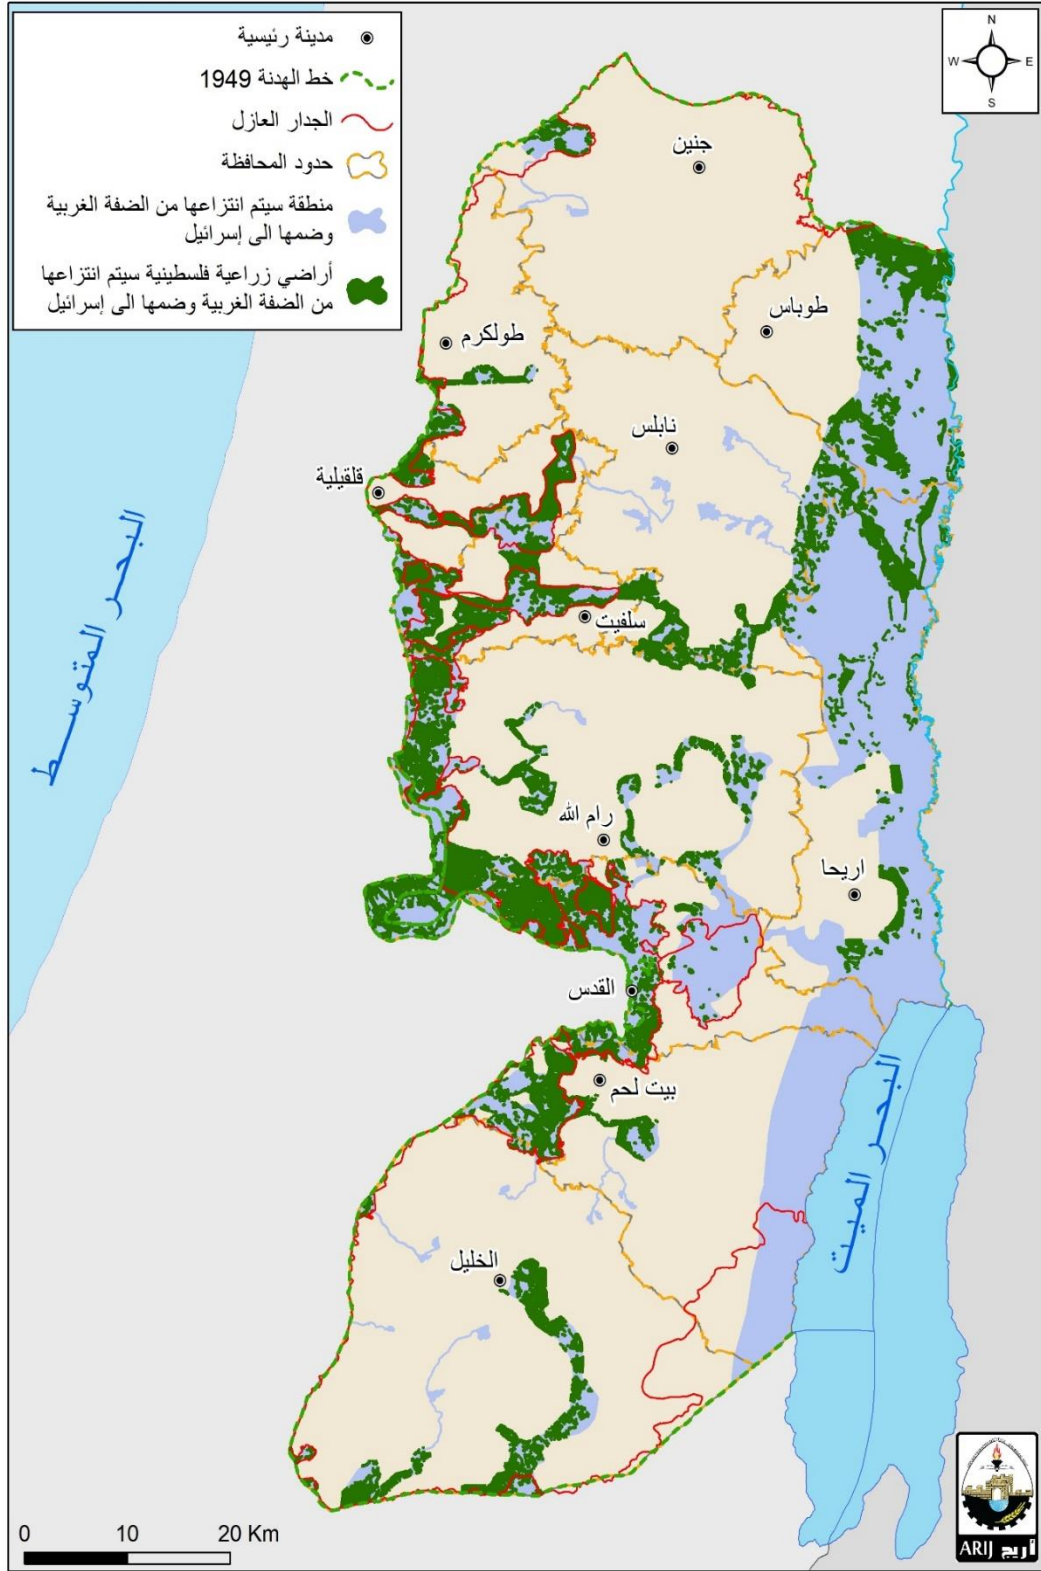 مدينة رئيسية
خط الهدنة 1949
الجدار العازل
حدود المحافظة
منطقة سيتم انتزاعها من الضفة الغربية
وضمها الى إسرائيل
أراضي زراعية فلسطينية سيتم انتزاعها
من الضفة الغربية وضمها الى إسرائيل
N
W
E
S
جنين
طوباس
طولكرم
نابلس
قلقيلية
سلفيت
البحر المتوسط
رام الله
اريحا
القدس
بيت لحم
البحر الميت
الخليل
0 10 20 Km
ARIJ أريج